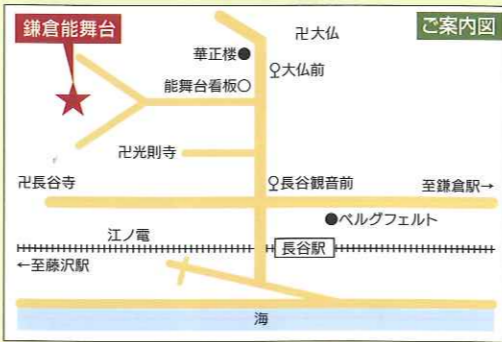 鎌倉能舞台
ご案内図
卍大仏
華正楼●
大仏前
能舞台看板○
卍光則寺
卍長谷寺
長谷観音前
至鎌倉駅→
●ベルグフェルト
江ノ電
長谷駅
←至藤沢駅
海